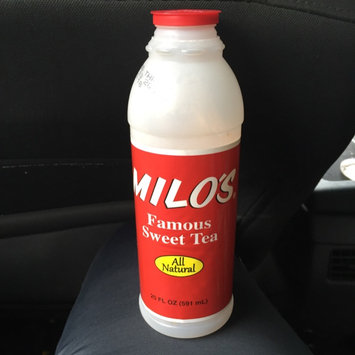 MILO'S
Famous
Sweet Tea
All
Natural
20 FL OZ (591 mL)